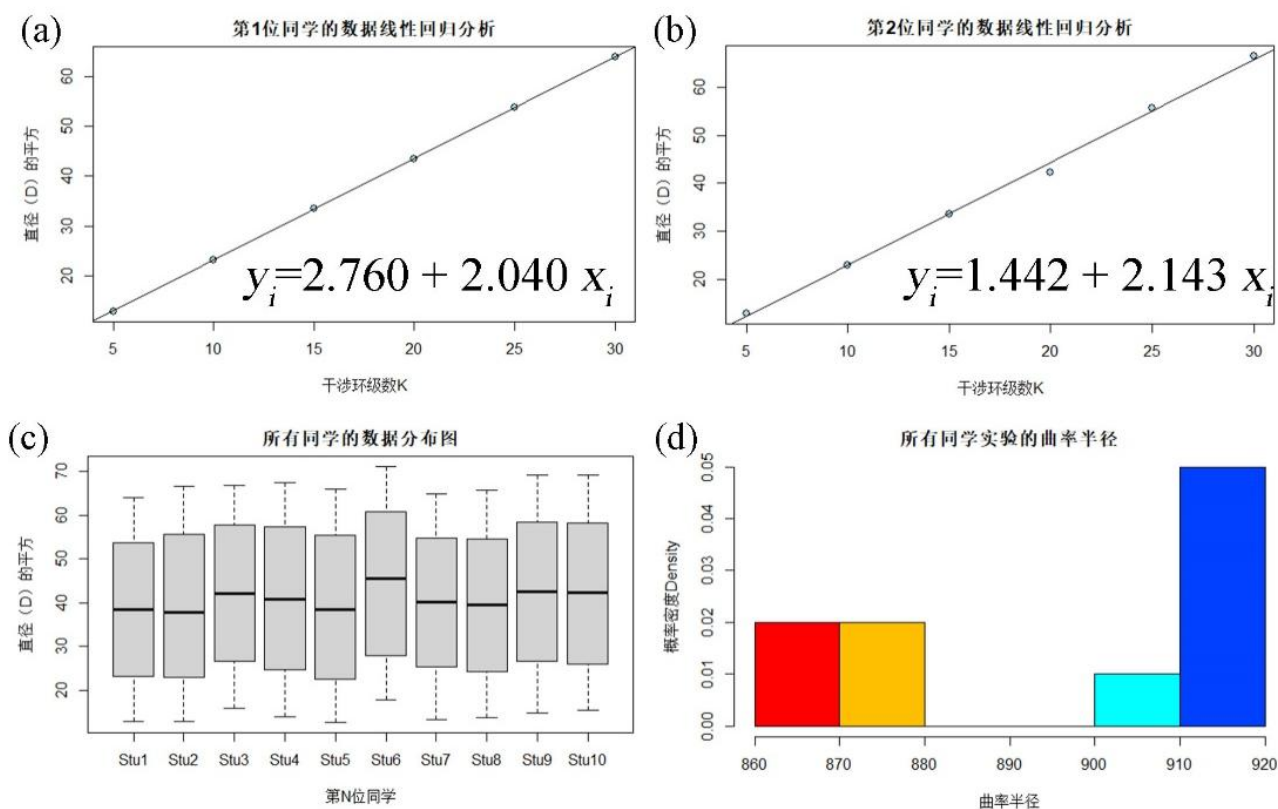 (a)
第1位同学的数据线性回归分析
直径（D）的平方
60
50
40
30
20
y_i=2.760 + 2.040 x_i
5 10 15 20 25 30
干涉环级数K
(b)
第2位同学的数据线性回归分析
直径（D）的平方
60
50
40
30
20
y_i=1.442 + 2.143 x_i
5 10 15 20 25 30
干涉环级数K
(c)
所有同学的数据分布图
直径（D）的平方
70
60
50
40
30
20
Stu1 Stu2 Stu3 Stu4 Stu5 Stu6 Stu7 Stu8 Stu9 Stu10
第N位同学
(d)
所有同学实验的曲率半径
概率密度Density
0.05
0.04
0.03
0.02
0.01
0.00
860 870 880 890 900 910 920
曲率半径